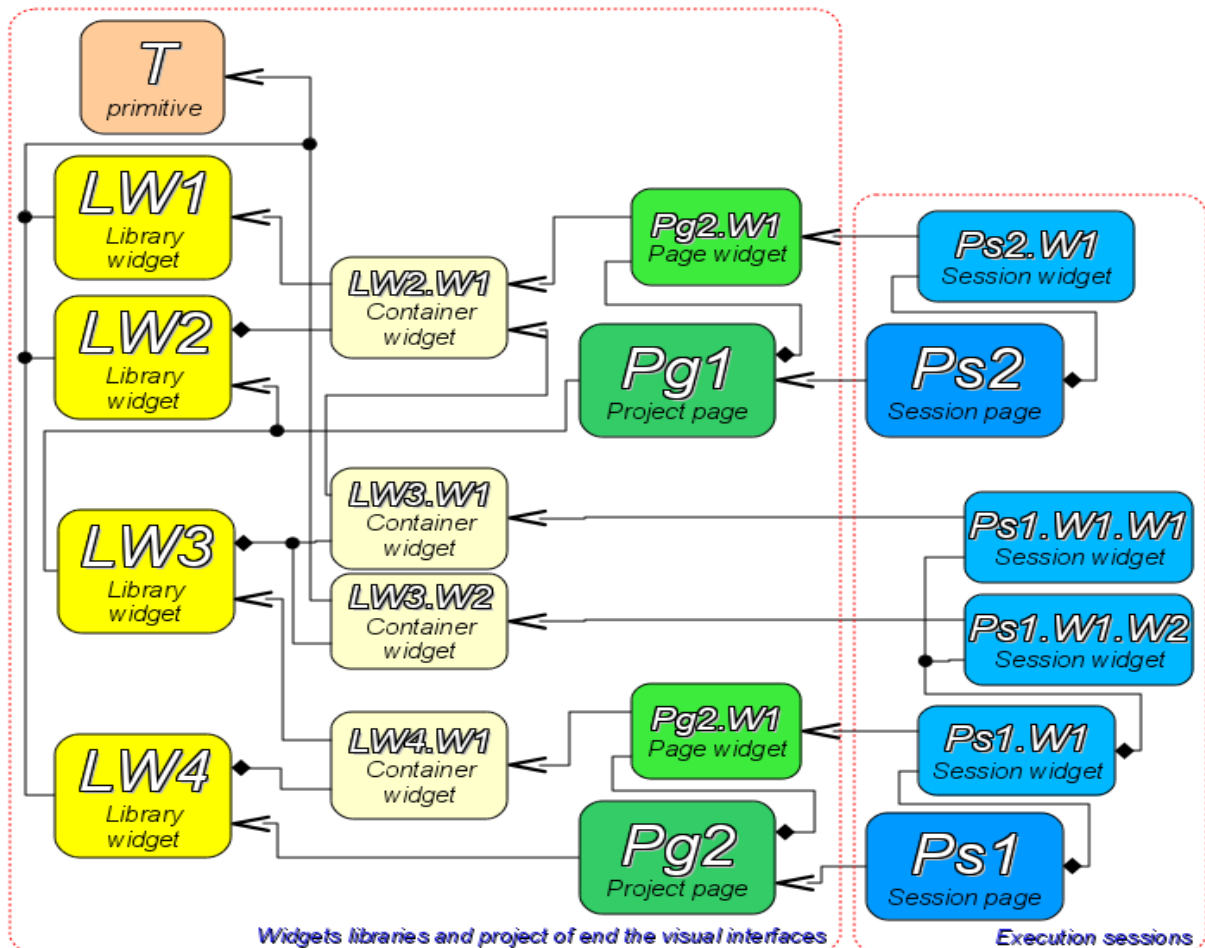 T
primitive
LW1
Library
widget
LW2
Library
widget
LW3
Library
widget
LW4
Library
widget
LW2.W1
Container
widget
LW3.W1
Container
widget
LW3.W2
Container
widget
LW4.W1
Container
widget
Pg2.W1
Page widget
Pg1
Project page
Pg2.W1
Page widget
Pg2
Project page
Widgets libraries and project of end the visual interfaces
Ps2.W1
Session widget
Ps2
Session page
Ps1.W1.W1
Session widget
Ps1.W1.W2
Session widget
Ps1.W1
Session widget
Ps1
Session page
Execution sessions